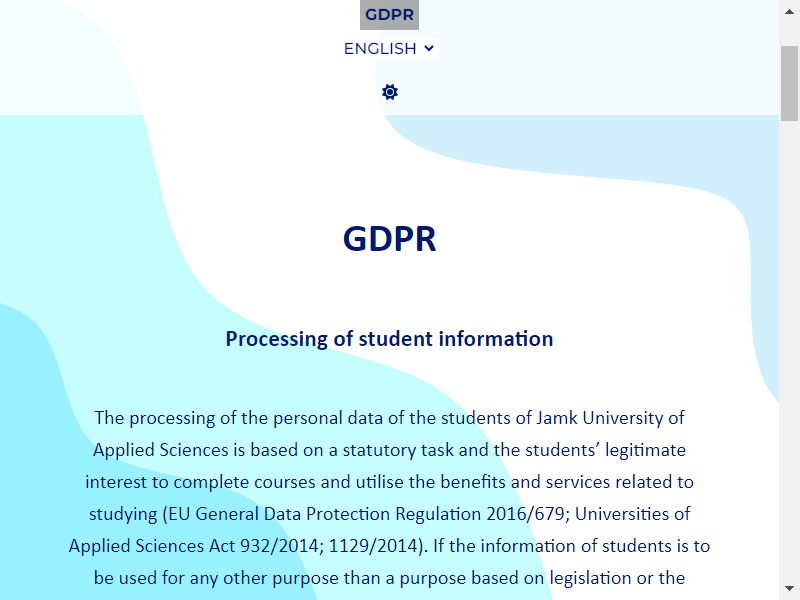 GDPR
ENGLISH
GDPR
Processing of student information
The processing of the personal data of the students of Jamk University of
Applied Sciences is based on a statutory task and the students’ legitimate
interest to complete courses and utilise the benefits and services related to
studying (EU General Data Protection Regulation 2016/679; Universities of
Applied Sciences Act 932/2014; 1129/2014). If the information of students is to
be used for any other purpose than a purpose based on legislation or the